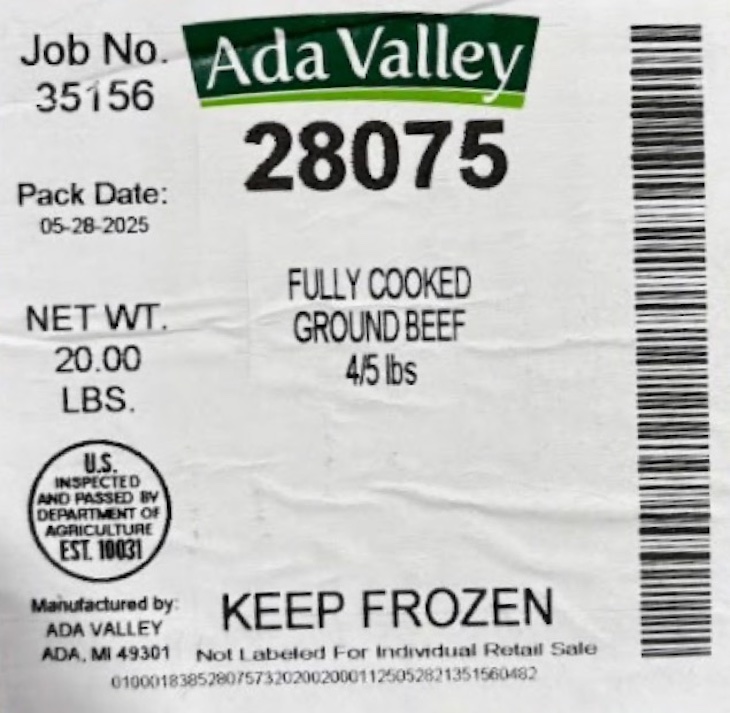 Job No.
35156
Ada Valley
28075
Pack Date:
05-28-2025
FULLY COOKED
GROUND BEEF
4/5 lbs
NET WT.
20.00
LBS.
U.S.
INSPECTED
AND PASSED BY
DEPARTMENT OF
AGRICULTURE
EST. 10031
Manufactured by:
ADA VALLEY
ADA, MI 49301
KEEP FROZEN
Not Labeled For Individual Retail Sale
01000183852807573202002000112505282135156​0482